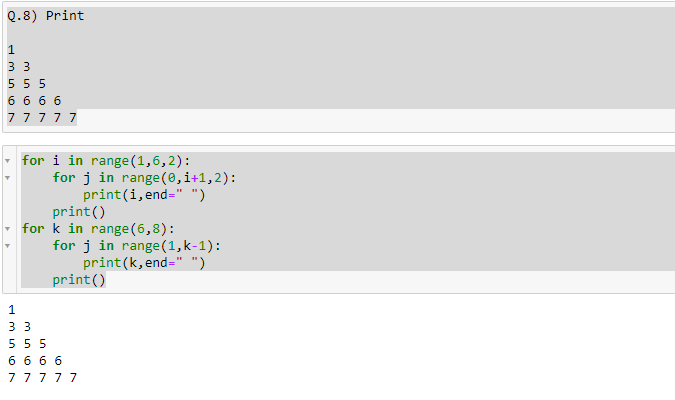 Q.8) Print
1
3 3
5 5 5
6 6 6 6
7 7 7 7 7
for i in range(1,6,2):
    for j in range(0,i+1,2):
        print(i,end=" ")
    print()
for k in range(6,8):
    for j in range(1,k-1):
        print(k,end=" ")
    print()
1
3 3
5 5 5
6 6 6 6
7 7 7 7 7